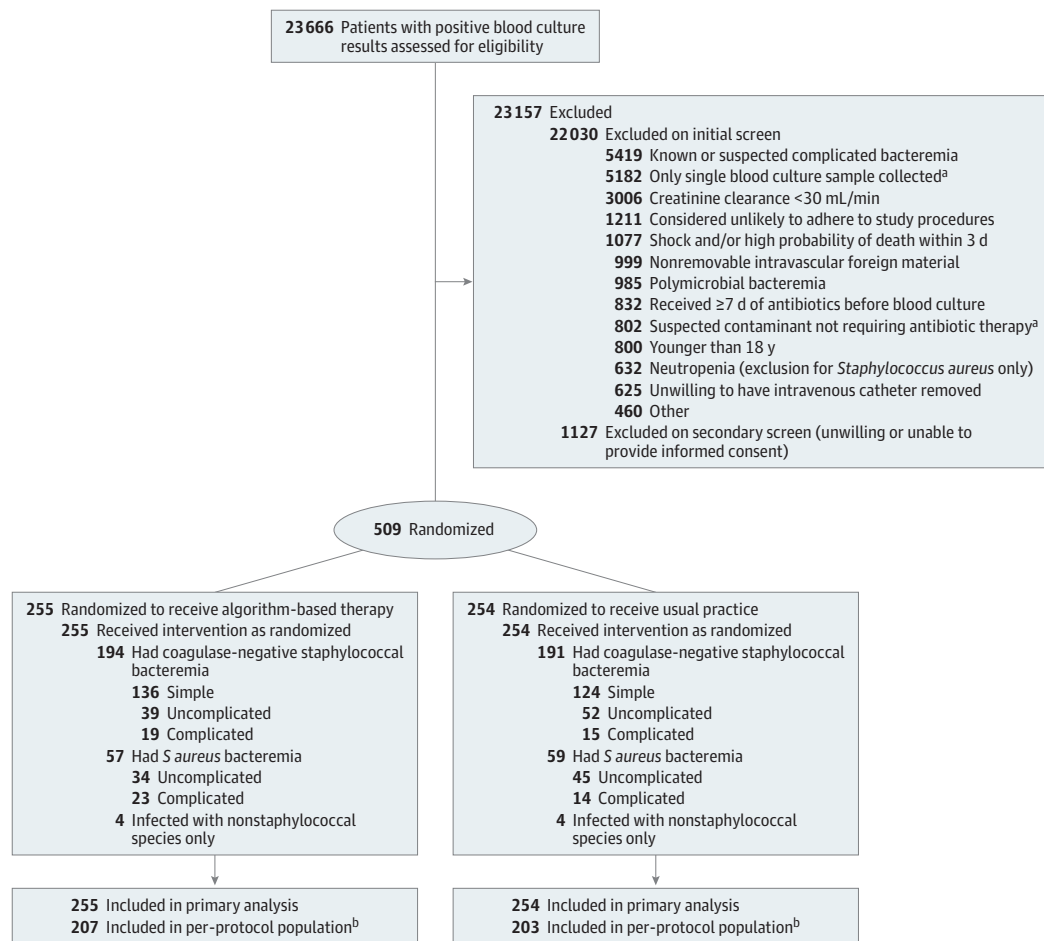 23666 Patients with positive blood culture
results assessed for eligibility
23157 Excluded
22030 Excluded on initial screen
5419 Known or suspected complicated bacteremia
5182 Only single blood culture sample collectedᵃ
3006 Creatinine clearance <30 mL/min
1211 Considered unlikely to adhere to study procedures
1077 Shock and/or high probability of death within 3 d
999 Nonremovable intravascular foreign material
985 Polymicrobial bacteremia
832 Received ≥7 d of antibiotics before blood culture
802 Suspected contaminant not requiring antibiotic therapyᵃ
800 Younger than 18 y
632 Neutropenia (exclusion for Staphylococcus aureus only)
625 Unwilling to have intravenous catheter removed
460 Other
1127 Excluded on secondary screen (unwilling or unable to
provide informed consent)
509 Randomized
255 Randomized to receive algorithm-based therapy
255 Received intervention as randomized
194 Had coagulase-negative staphylococcal
bacteremia
136 Simple
39 Uncomplicated
19 Complicated
57 Had S aureus bacteremia
34 Uncomplicated
23 Complicated
4 Infected with nonstaphylococcal
species only
254 Randomized to receive usual practice
254 Received intervention as randomized
191 Had coagulase-negative staphylococcal
bacteremia
124 Simple
52 Uncomplicated
15 Complicated
59 Had S aureus bacteremia
45 Uncomplicated
14 Complicated
4 Infected with nonstaphylococcal
species only
255 Included in primary analysis
207 Included in per-protocol populationᵇ
254 Included in primary analysis
203 Included in per-protocol populationᵇ